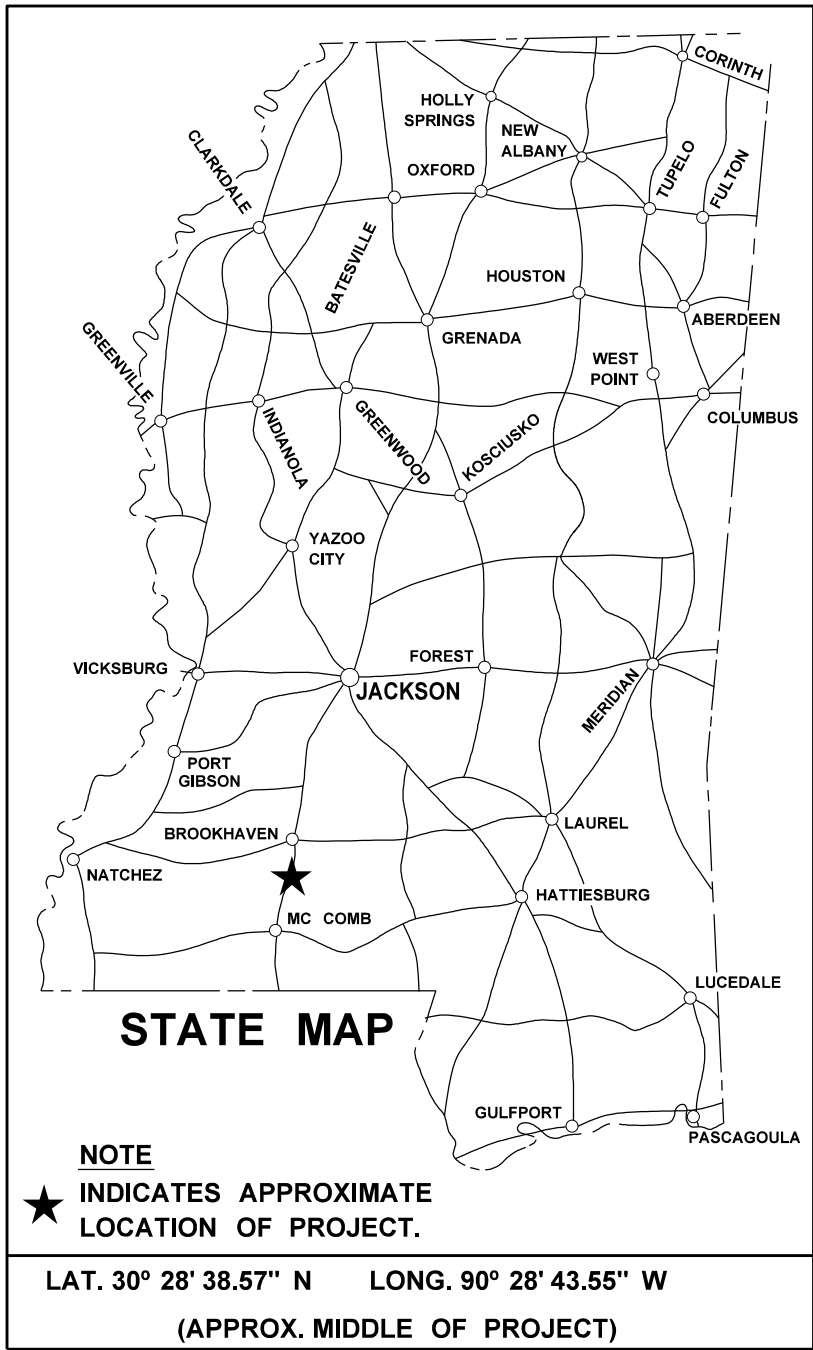 CORINTH
HOLLY
SPRINGS
NEW
ALBANY
CLARKDALE
OXFORD
TUPELO
FULTON
BATESVILLE
HOUSTON
ABERDEEN
GRENADA
GREENVILLE
WEST
POINT
COLUMBUS
INDIANOLA
GREENWOOD
KOSCIUSKO
YAZOO
CITY
VICKSBURG
FOREST
JACKSON
MERIDIAN
PORT
GIBSON
BROOKHAVEN
LAUREL
NATCHEZ
HATTIESBURG
MC COMB
LUCEDALE
STATE MAP
GULFPORT
PASCAGOULA
NOTE
INDICATES APPROXIMATE
LOCATION OF PROJECT.
LAT. 30º 28' 38.57" N LONG. 90º 28' 43.55" W
(APPROX. MIDDLE OF PROJECT)